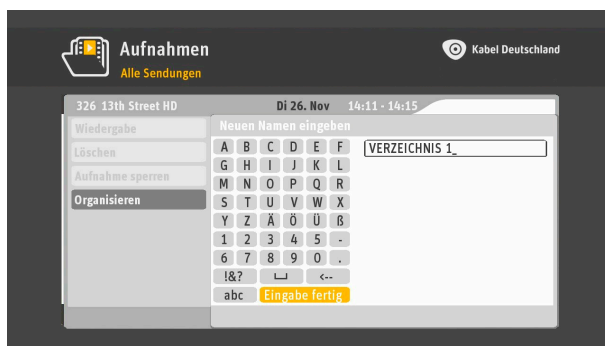 Aufnahmen
Alle Sendungen
Kabel Deutschland
326 13th Street HD Di 26. Nov 14:11 - 14:15
Wiedergabe
Löschen
Aufnahme sperren
Organisieren
Neuen Namen eingeben
A B C D E F
G H I J K L
M N O P Q R
S T U V W X
Y Z Ä Ö Ü ß
1 2 3 4 5 -
6 7 8 9 0 .
!&? ⎵ <--
abc Eingabe fertig
VERZEICHNIS 1_